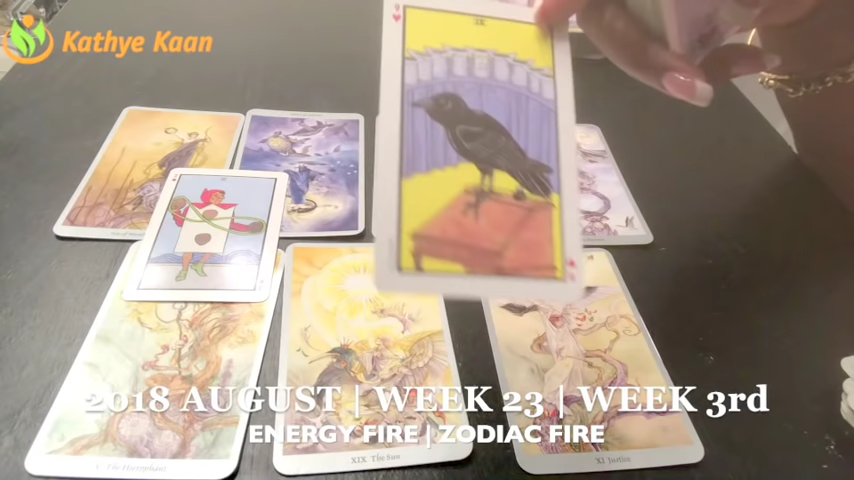 Kathye Kaan
2018 AUGUST | WEEK 23 | WEEK 3rd
ENERGY FIRE | ZODIAC FIRE
V The Hierophant
XIX The Sun
XI Justice